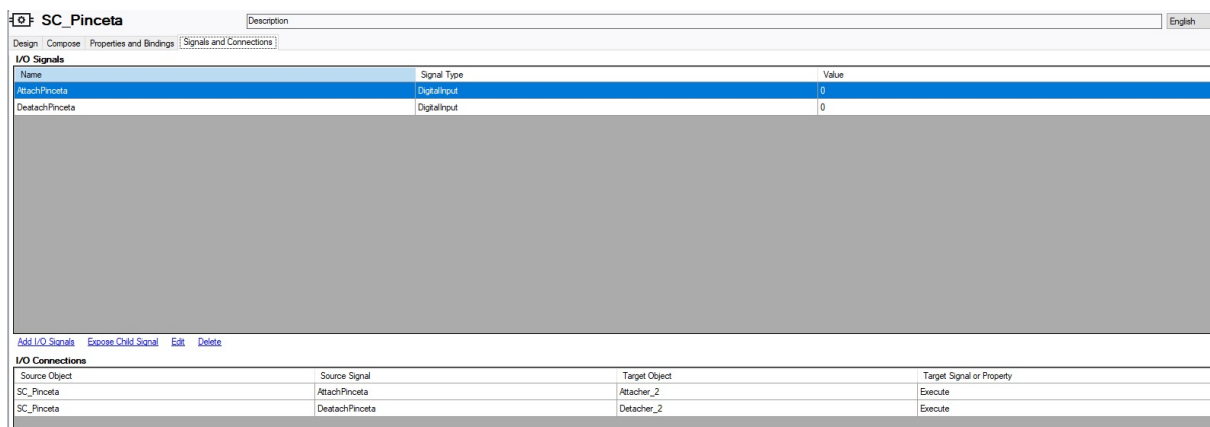 SC_Pinceta Description English
Design Compose Properties and Bindings Signals and Connections
I/O Signals
Name Signal Type Value
AttachPinceta DigitalInput 0
DeatachPinceta DigitalInput 0
Add I/O Signals Expose Child Signal Edit Delete
I/O Connections
Source Object Source Signal Target Object Target Signal or Property
SC_Pinceta AttachPinceta Attacher_2 Execute
SC_Pinceta DeatachPinceta Detacher_2 Execute